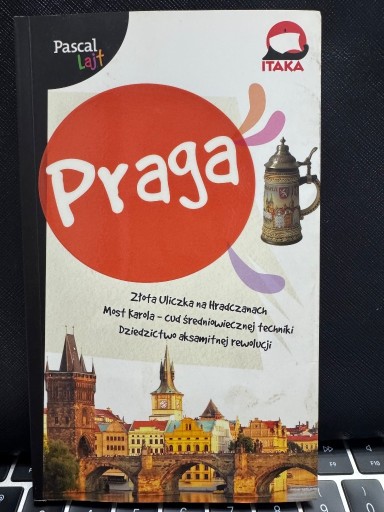 Pascal
Lajt
ITAKA
Praga
Złota Uliczka na Hradczanach
Most Karola – cud średniowiecznej techniki
Dziedzictwo aksamitnej rewolucji